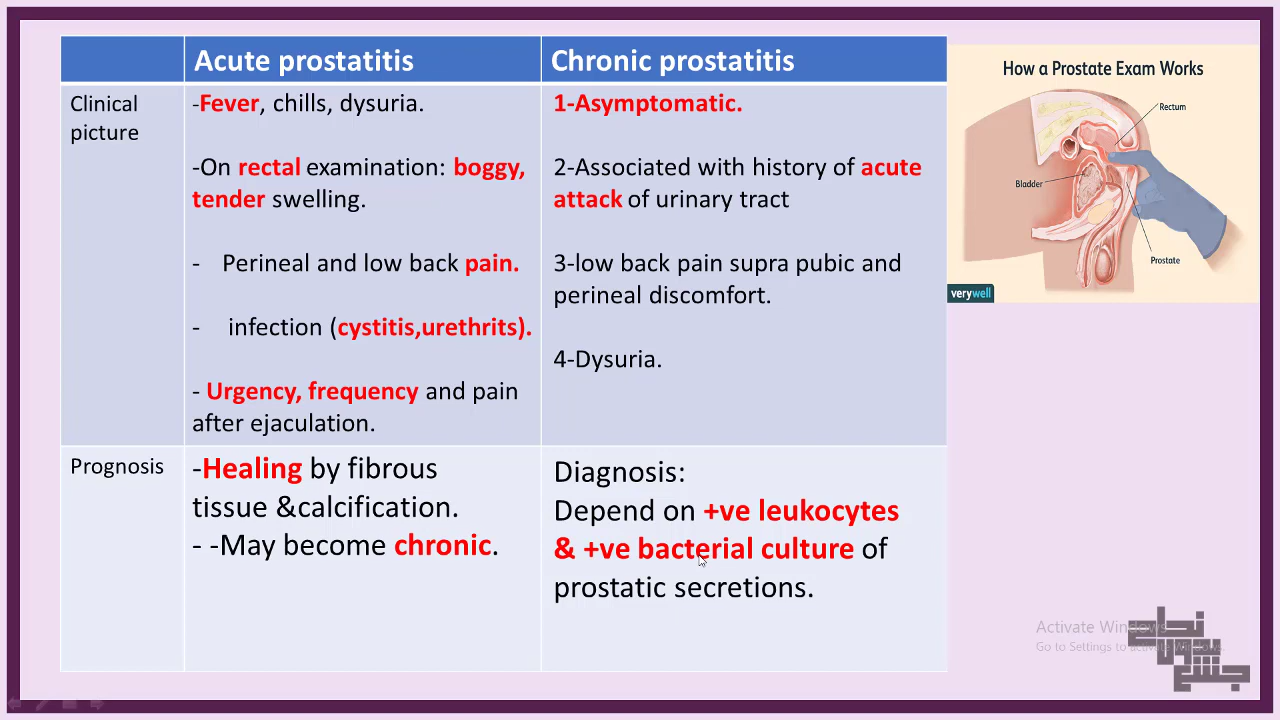 Acute prostatitis
Chronic prostatitis
Clinical
picture
-Fever, chills, dysuria.
-On rectal examination: boggy,
tender swelling.
- Perineal and low back pain.
- infection (cystitis,urethrits).
- Urgency, frequency and pain
after ejaculation.
1-Asymptomatic.
2-Associated with history of acute
attack of urinary tract
3-low back pain supra pubic and
perineal discomfort.
4-Dysuria.
Prognosis
-Healing by fibrous
tissue &calcification.
- -May become chronic.
Diagnosis:
Depend on +ve leukocytes
& +ve bacterial culture of
prostatic secretions.
How a Prostate Exam Works
Rectum
Bladder
Prostate
verywell
Activate Windows
Go to Settings to activate Windows.